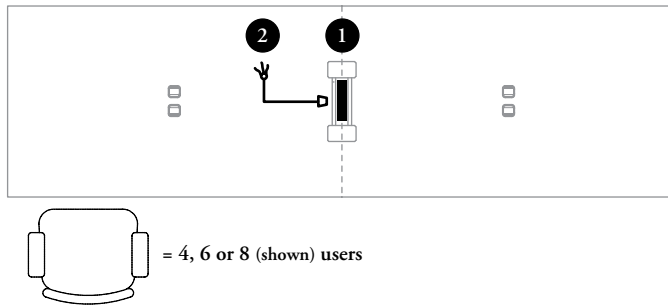 2 1
= 4, 6 or 8 (shown) users